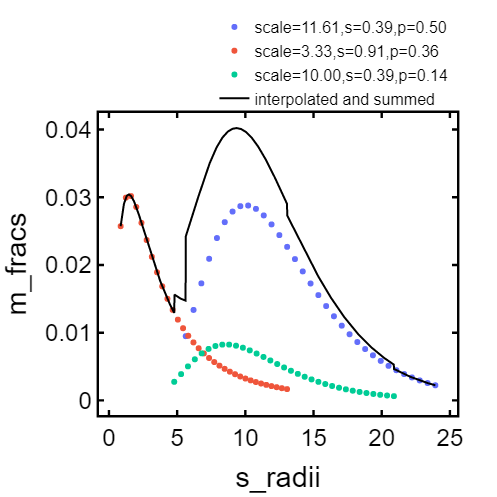 scale=11.61,s=0.39,p=0.50
scale=3.33,s=0.91,p=0.36
scale=10.00,s=0.39,p=0.14
interpolated and summed
0.04
0.03
0.02
0.01
0
m_fracs
0 5 10 15 20 25
s_radii